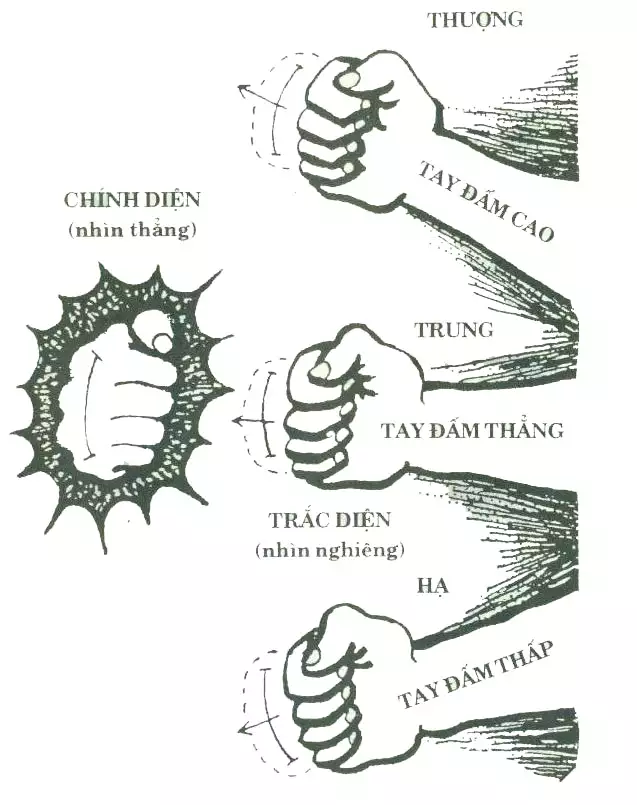 THƯỢNG
TAY ĐẤM CAO
CHÍNH DIỆN
(nhìn thẳng)
TRUNG
TAY ĐẤM THẲNG
TRẮC DIỆN
(nhìn nghiêng)
HẠ
TAY ĐẤM THẤP